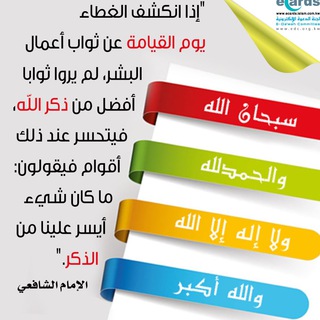 ecards
"إذا انكشف الغطاء
يوم القيامة عن ثواب أعمال
البشر، لم يروا ثوابا
أفضل من ذكر الله،
فيتحسر عند ذلك
أقوام فيقولون:
ما كان شيء
أيسر علينا من
الذكر."
الإمام الشافعي
سبحان الله
والحمدلله
ولا إله إلا الله
والله أكبر